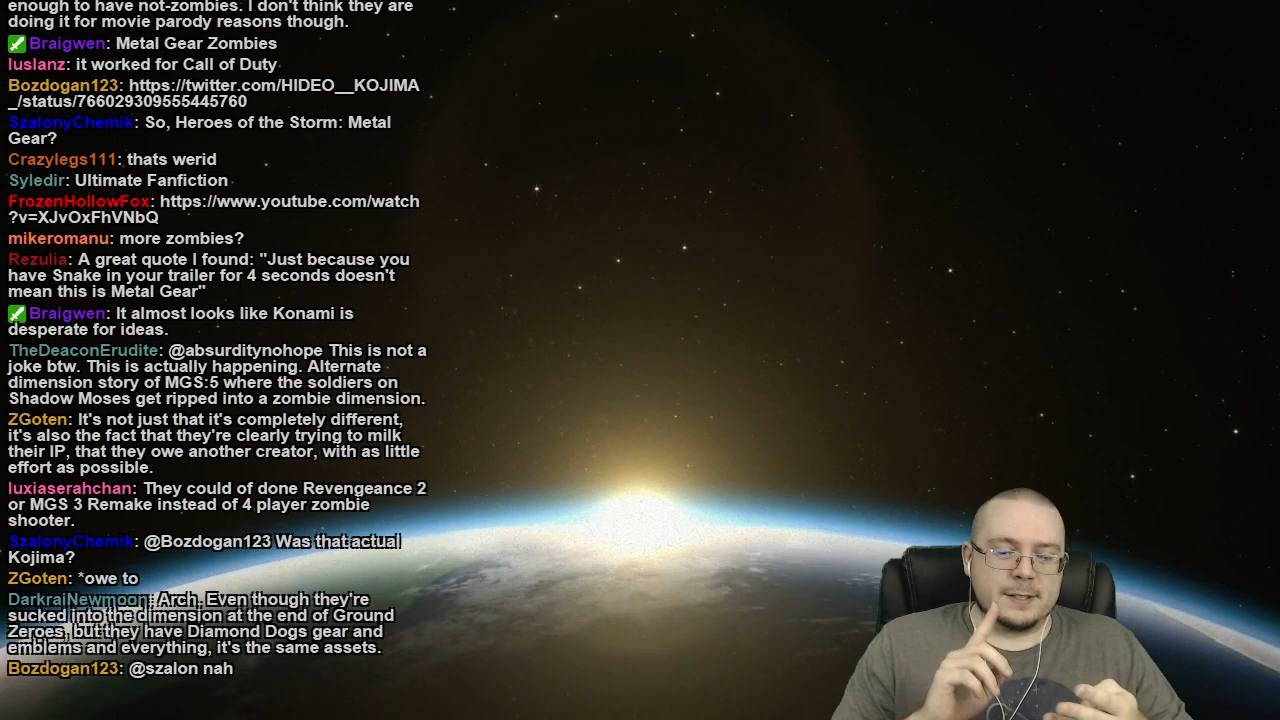 enough to have not-zombies. I don't think they are
doing it for movie parody reasons though.
Braigwen: Metal Gear Zombies
luslanz: it worked for Call of Duty
Bozdogan123: https://twitter.com/HIDEO__KOJIMA
_/status/766029309555445760
SzalonyChemik: So, Heroes of the Storm: Metal
Gear?
Crazylegs111: thats werid
Syledir: Ultimate Fanfiction
FrozenHollowFox: https://www.youtube.com/watch
?v=XJvOxFhVNbQ
mikeromanu: more zombies?
Rezulia: A great quote I found: "Just because you
have Snake in your trailer for 4 seconds doesn't
mean this is Metal Gear"
Braigwen: It almost looks like Konami is
desperate for ideas.
TheDeaconErudite: @absurditynohope This is not a
joke btw. This is actually happening. Alternate
dimension story of MGS:5 where the soldiers on
Shadow Moses get ripped into a zombie dimension.
ZGoten: It's not just that it's completely different,
it's also the fact that they're clearly trying to milk
their IP, that they owe another creator, with as little
effort as possible.
luxiaserahchan: They could of done Revengeance 2
or MGS 3 Remake instead of 4 player zombie
shooter.
SzalonyChemik: @Bozdogan123 Was that actual
Kojima?
ZGoten: *owe to
DarkraiNewmoon: Arch. Even though they're
sucked into the dimension at the end of Ground
Zeroes, but they have Diamond Dogs gear and
emblems and everything, it's the same assets.
Bozdogan123: @szalon nah